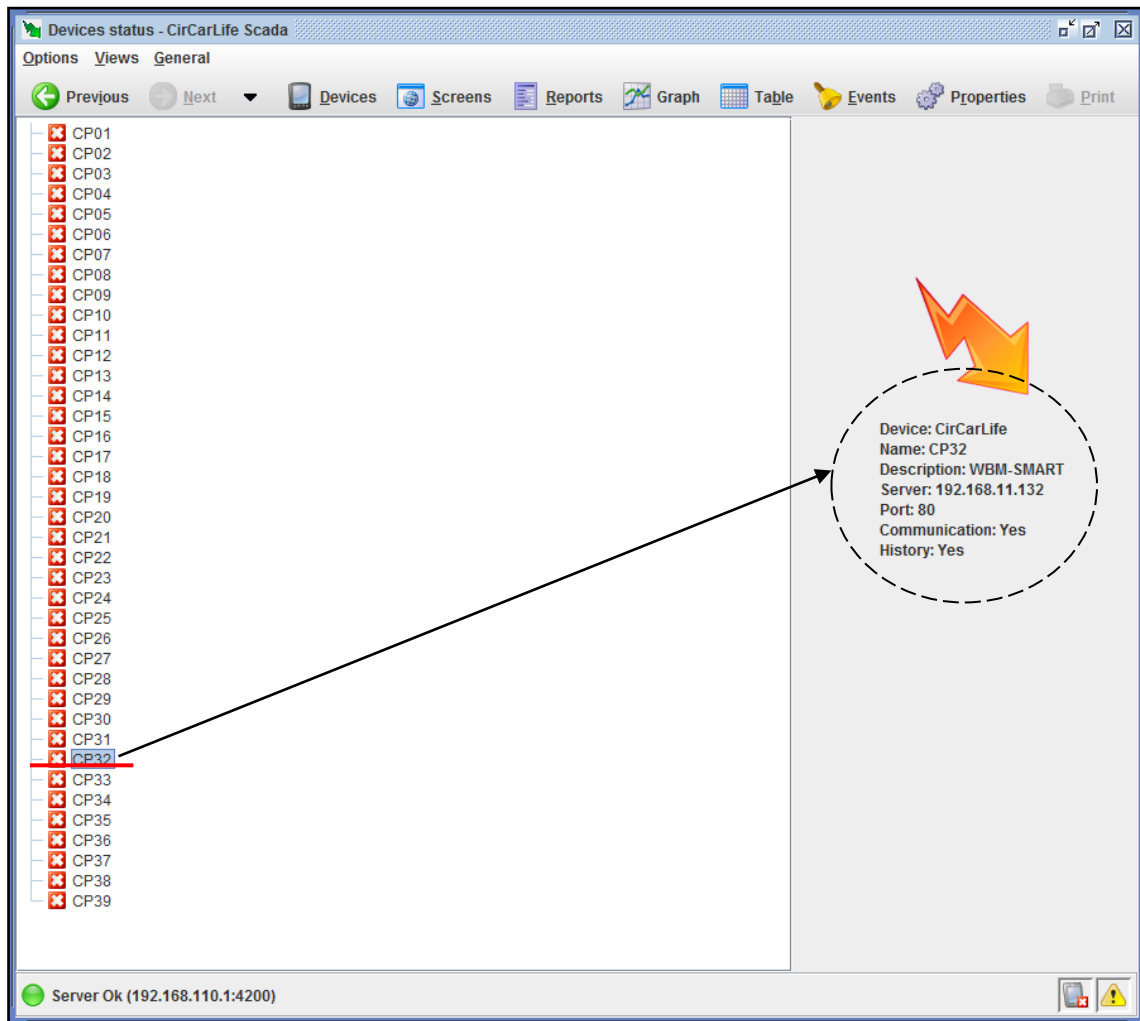 Devices status - CirCarLife Scada
Options Views General
Previous Next Devices Screens Reports Graph Table Events Properties Print
CP01
CP02
CP03
CP04
CP05
CP06
CP07
CP08
CP09
CP10
CP11
CP12
CP13
CP14
CP15
CP16
CP17
CP18
CP19
CP20
CP21
CP22
CP23
CP24
CP25
CP26
CP27
CP28
CP29
CP30
CP31
CP32
CP33
CP34
CP35
CP36
CP37
CP38
CP39
Device: CirCarLife
Name: CP32
Description: WBM-SMART
Server: 192.168.11.132
Port: 80
Communication: Yes
History: Yes
Server Ok (192.168.110.1:4200)